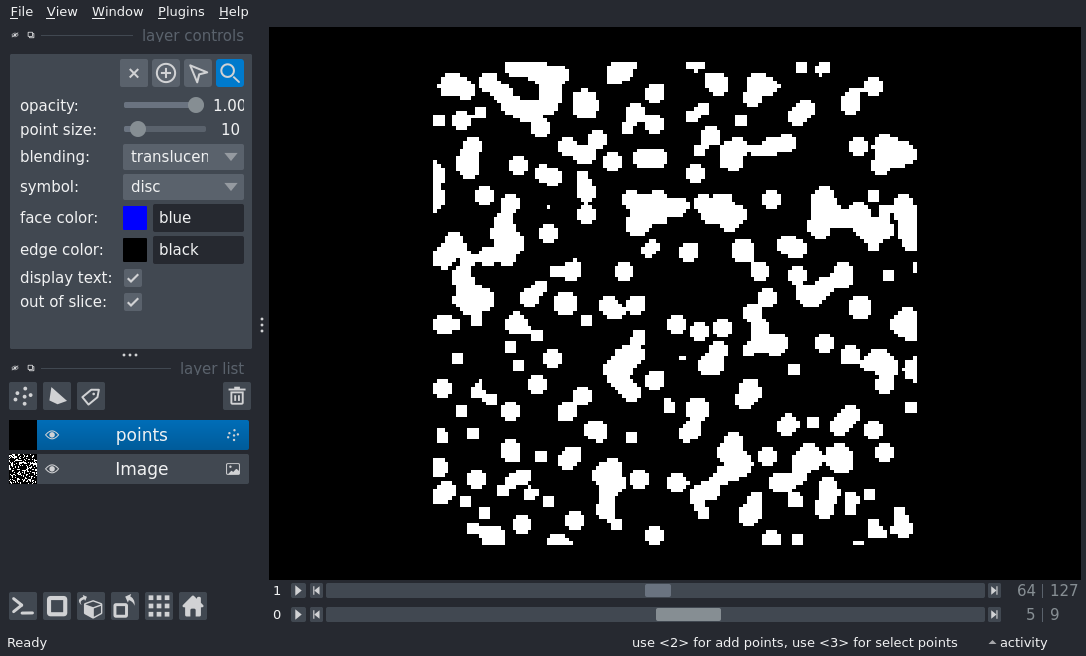 File View Window Plugins Help
layer controls
opacity: 1.00
point size: 10
blending: translucen
symbol: disc
face color: blue
edge color: black
display text:
out of slice:
layer list
points
Image
1 64 | 127
0 5 | 9
Ready use <2> for add points, use <3> for select points activity